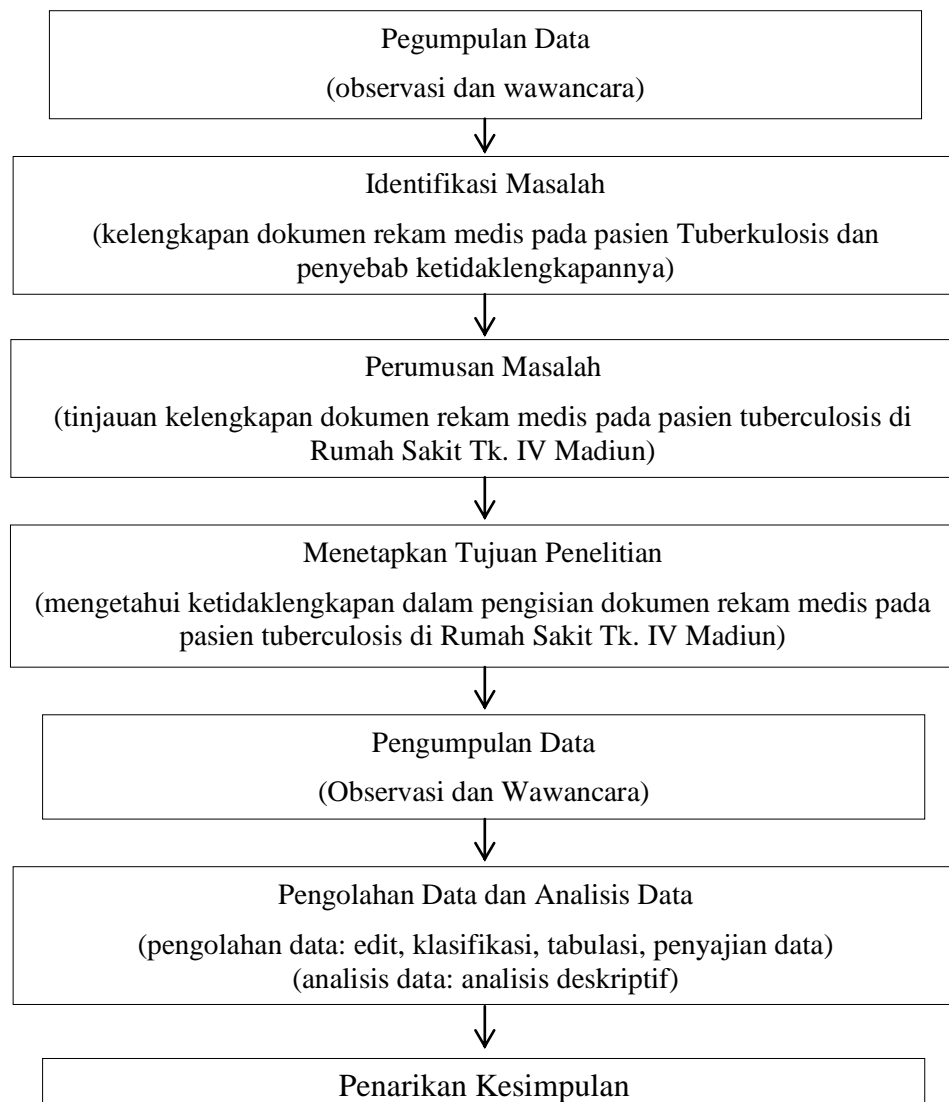 Pegumpulan Data
(observasi dan wawancara)
Identifikasi Masalah
(kelengkapan dokumen rekam medis pada pasien Tuberkulosis dan
penyebab ketidaklengkapannya)
Perumusan Masalah
(tinjauan kelengkapan dokumen rekam medis pada pasien tuberculosis di
Rumah Sakit Tk. IV Madiun)
Menetapkan Tujuan Penelitian
(mengetahui ketidaklengkapan dalam pengisian dokumen rekam medis pada
pasien tuberculosis di Rumah Sakit Tk. IV Madiun)
Pengumpulan Data
(Observasi dan Wawancara)
Pengolahan Data dan Analisis Data
(pengolahan data: edit, klasifikasi, tabulasi, penyajian data)
(analisis data: analisis deskriptif)
Penarikan Kesimpulan